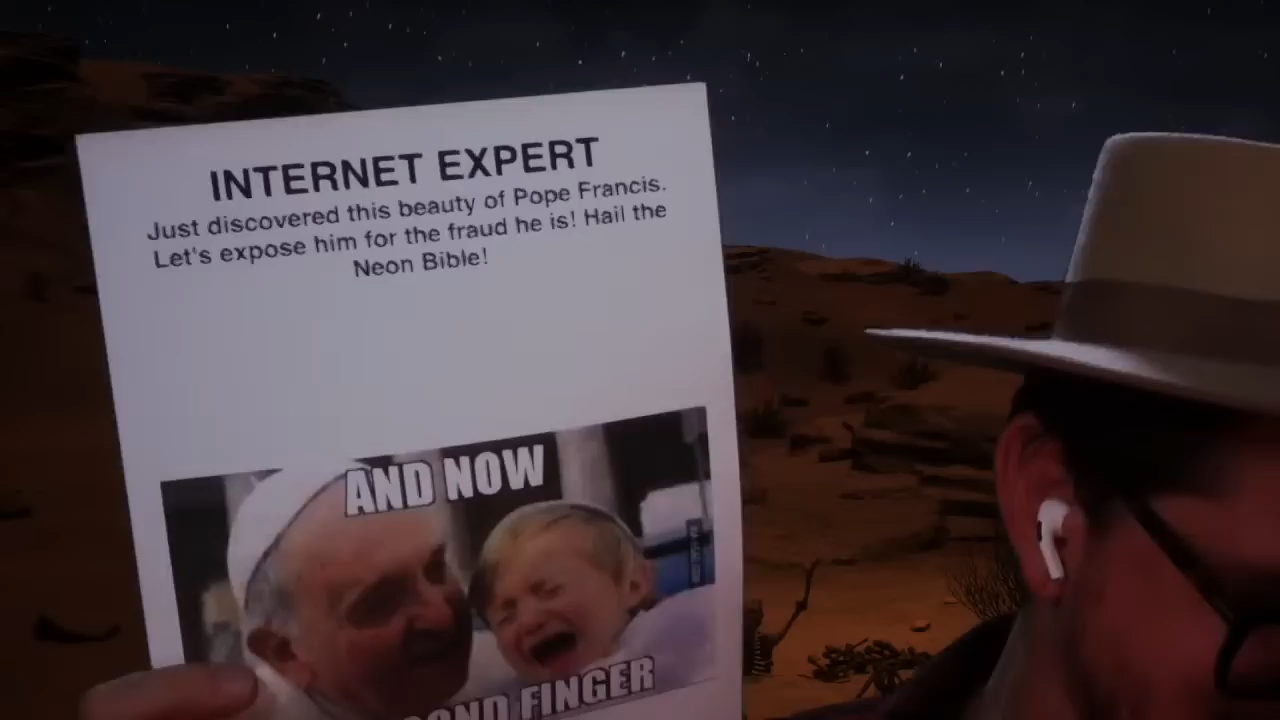 INTERNET EXPERT
Just discovered this beauty of Pope Francis.
Let's expose him for the fraud he is! Hail the
Neon Bible!
AND NOW
FINGER